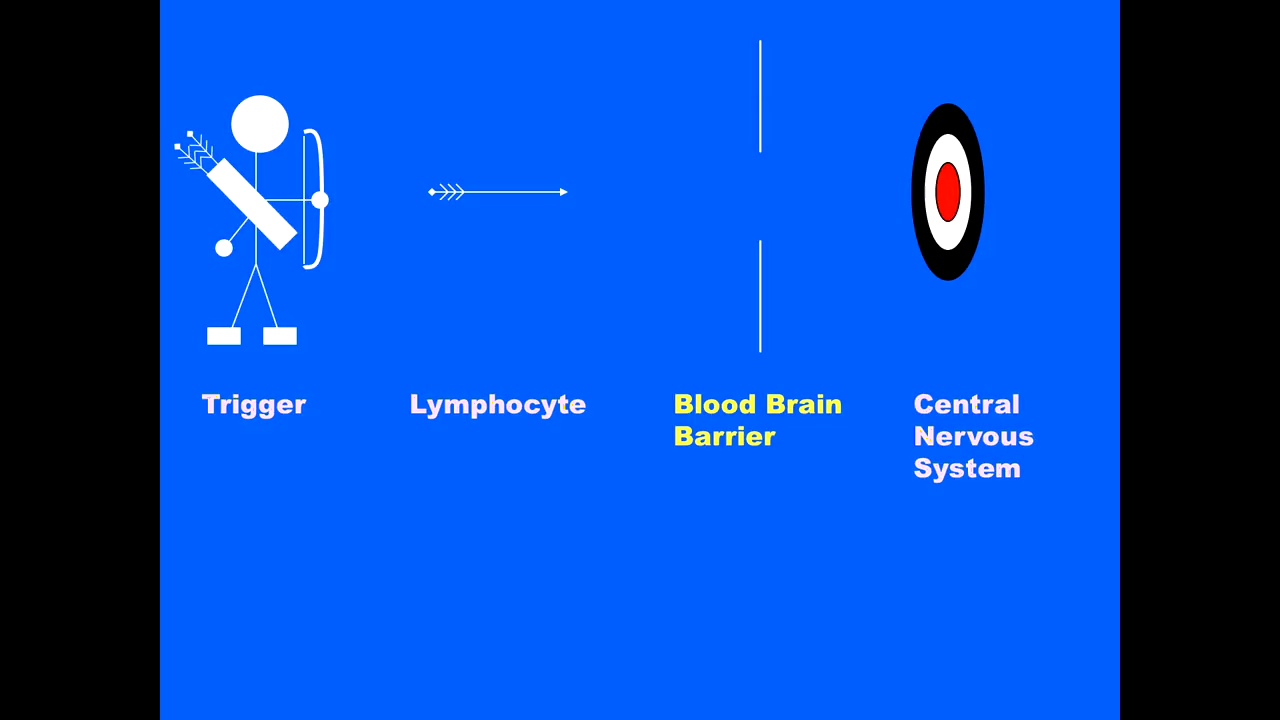 Trigger
Lymphocyte
Blood Brain
Barrier
Central
Nervous
System